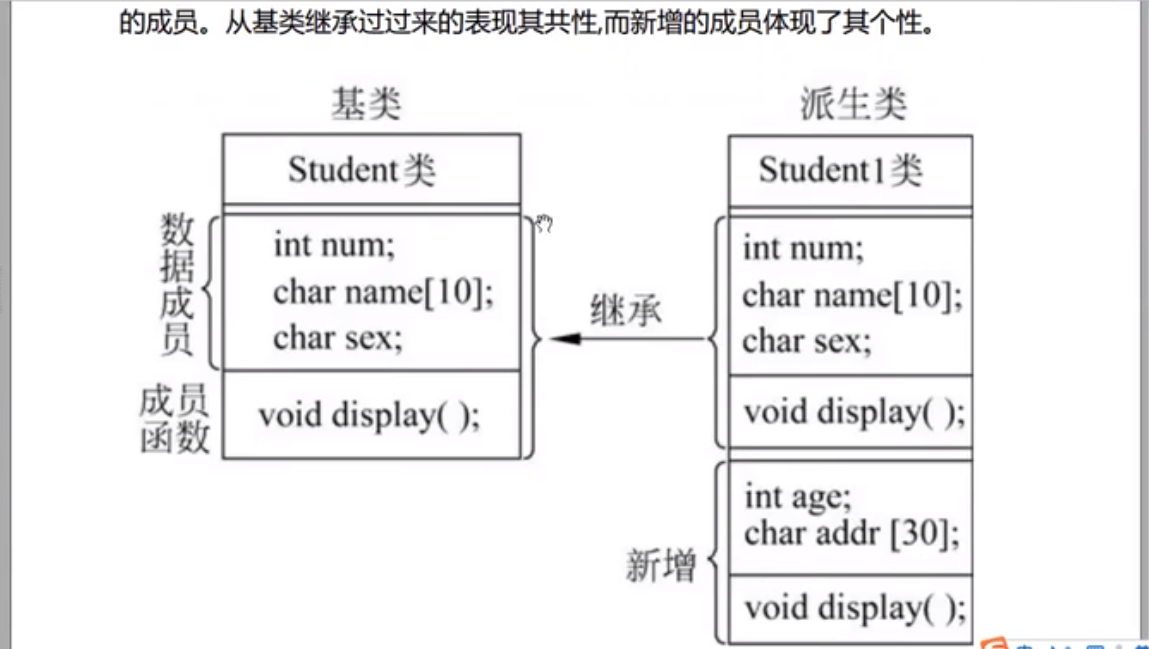 的成员。从基类继承过过来的表现其共性,而新增的成员体现了其个性。
基类
Student类
数据成员
int num;
char name[10];
char sex;
成员
函数
void display( );
继承
派生类
Student1类
int num;
char name[10];
char sex;
void display( );
新增
int age;
char addr [30];
void display( );